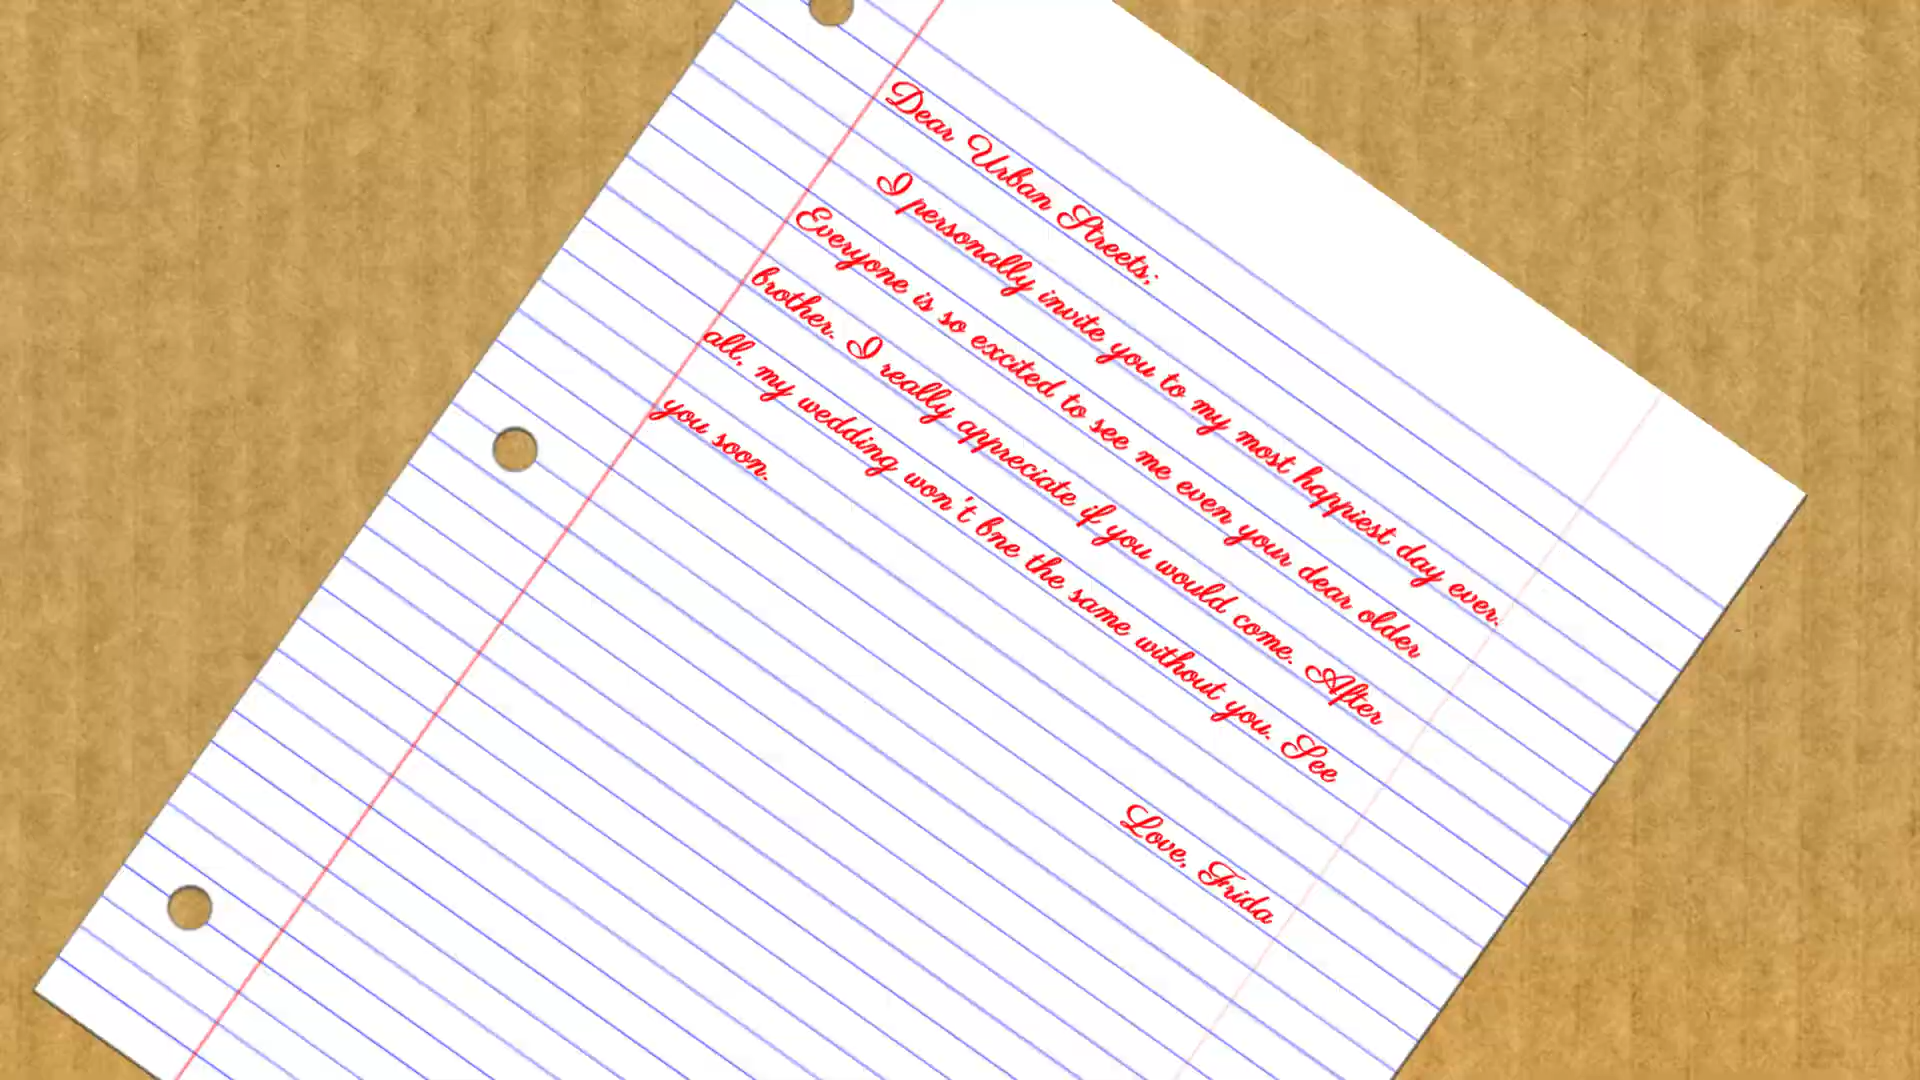 Dear Urban Streets;
I personally invite you to my most happiest day ever.
Everyone is so excited to see me even your dear older
brother. I really appreciate if you would come. After
all, my wedding won't bne the same without you. See
you soon.
Love, Frida